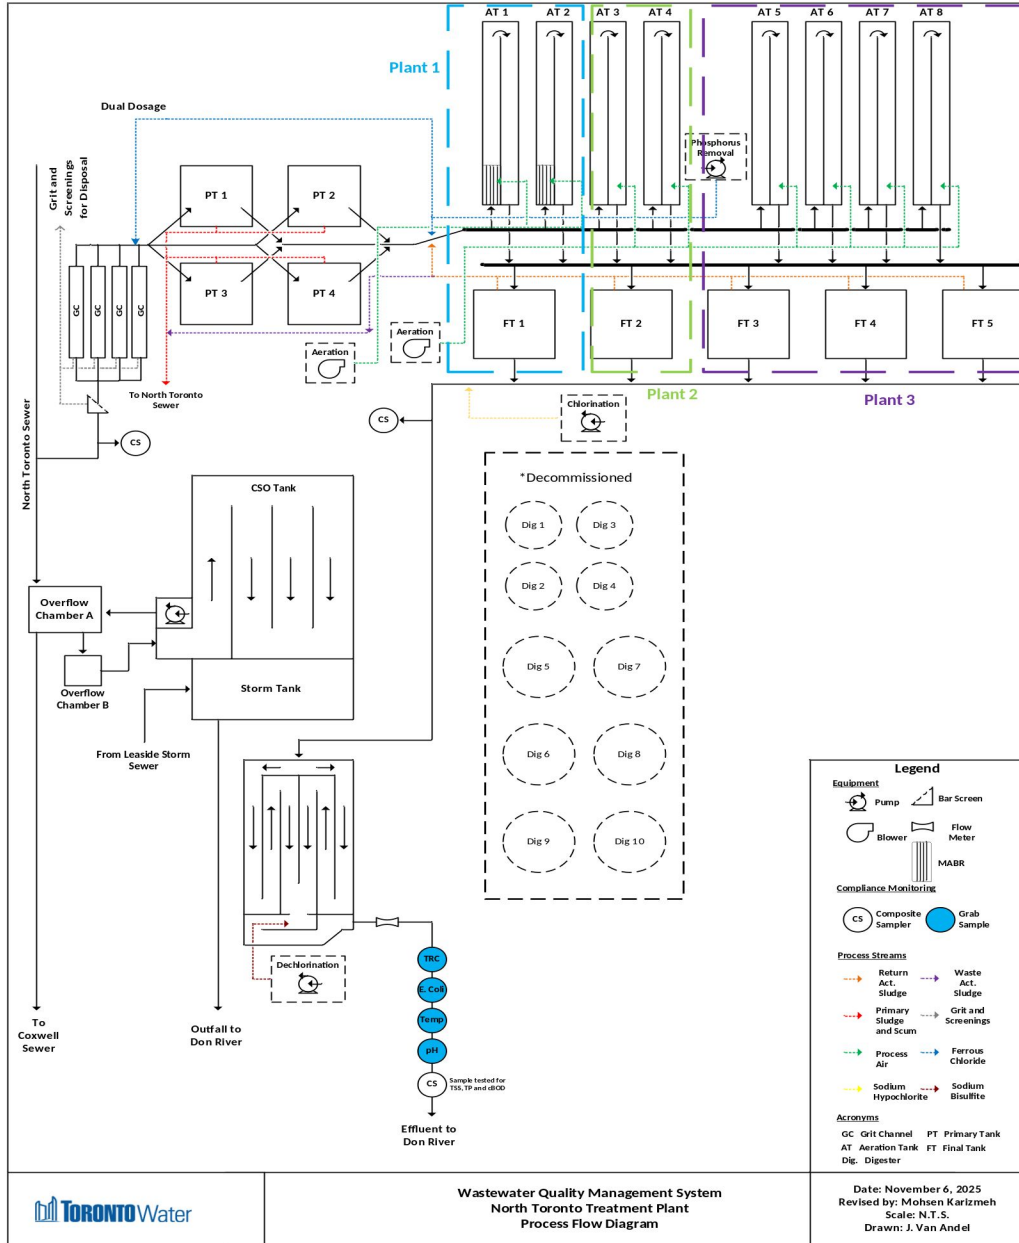 AT 1
AT 2
AT 3
AT 4
AT 5
AT 6
AT 7
AT 8
Plant 1
Dual Dosage
Phosphorus
Removal
Grit and
Screenings
for Disposal
PT 1
PT 2
PT 3
PT 4
GC
GC
GC
GC
FT 1
FT 2
FT 3
FT 4
FT 5
Aeration
Aeration
To North Toronto
Sewer
Plant 2
Plant 3
Chlorination
CS
CS
North Toronto Sewer
*Decommissioned
CSO Tank
Dig 1
Dig 3
Dig 2
Dig 4
Overflow
Chamber A
Overflow
Chamber B
Storm Tank
Dig 5
Dig 7
From Leaside Storm
Sewer
Dig 6
Dig 8
Dig 9
Dig 10
Dechlorination
TRC
E. Coli
Temp
pH
CS
Sample tested for
TSS, TP and cBOD
To
Coxwell
Sewer
Outfall to
Don River
Effluent to
Don River
Legend
Equipment
Pump
Bar Screen
Blower
Flow
Meter
MABR
Compliance Monitoring
CS
Composite
Sampler
Grab
Sample
Process Streams
Return
Act.
Sludge
Waste
Act.
Sludge
Primary
Sludge
and Scum
Grit and
Screenings
Process
Air
Ferrous
Chloride
Sodium
Hypochlorite
Sodium
Bisulfite
Acronyms
GC Grit Channel PT Primary Tank
AT Aeration Tank FT Final Tank
Dig. Digester
TORONTO Water
Wastewater Quality Management System
North Toronto Treatment Plant
Process Flow Diagram
Date: November 6, 2025
Revised by: Mohsen Karizmeh
Scale: N.T.S.
Drawn: J. Van Andel